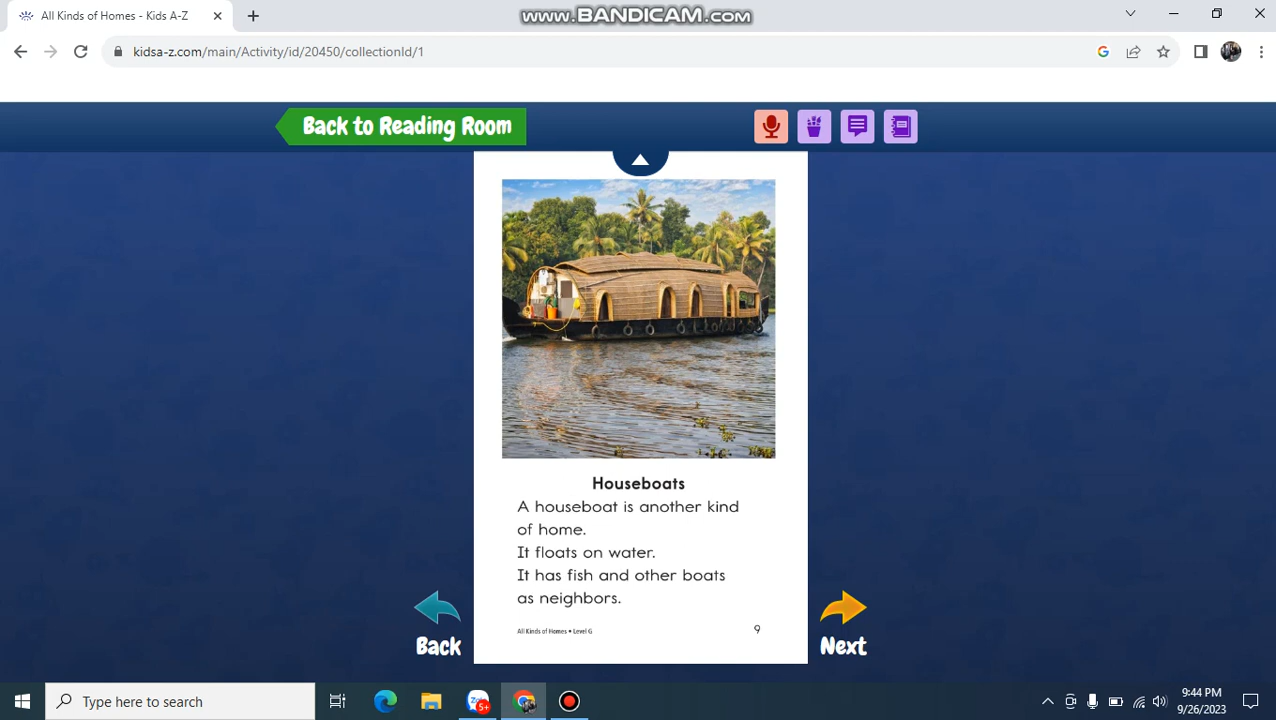 All Kinds of Homes - Kids A-Z
www.BANDICAM.com
kidsa-z.com/main/Activity/id/20450/collectionId/1
Back to Reading Room
Houseboats
A houseboat is another kind
of home.
It floats on water.
It has fish and other boats
as neighbors.
All Kinds of Homes • Level G
9
Back
Next
Type here to search
5+
9:44 PM
9/26/2023